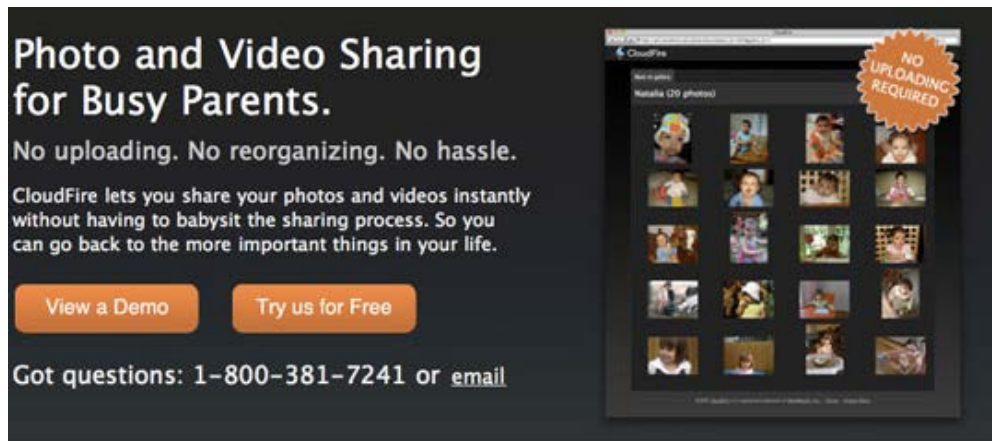 Photo and Video Sharing
for Busy Parents.
No uploading. No reorganizing. No hassle.
CloudFire lets you share your photos and videos instantly
without having to babysit the sharing process. So you
can go back to the more important things in your life.
View a Demo
Try us for Free
Got questions: 1-800-381-7241 or email
CloudFire
NO
UPLOADING
REQUIRED
Back to gallery
Natalia (20 photos)